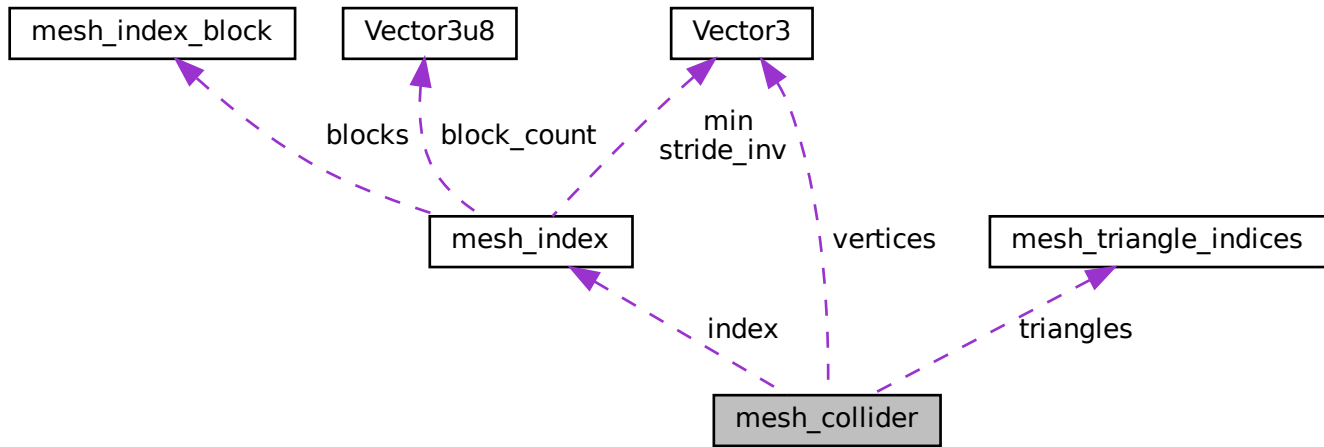 mesh_index_block
Vector3u8
Vector3
blocks
block_count
min
stride_inv
mesh_index
vertices
mesh_triangle_indices
index
triangles
mesh_collider